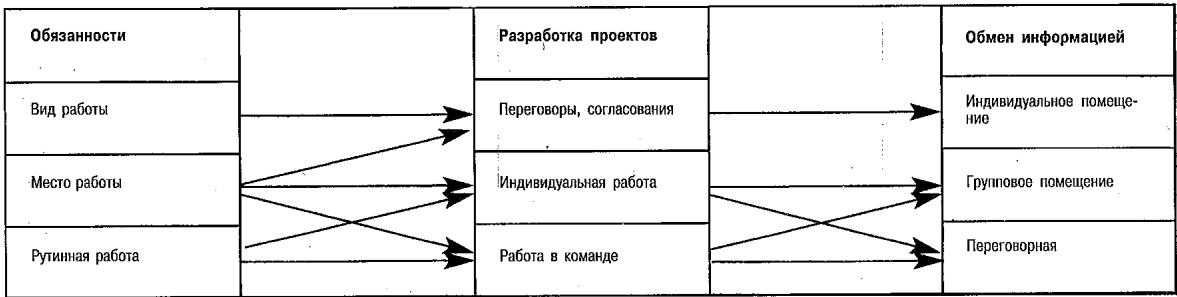 Обязанности
Разработка проектов
Обмен информацией
Вид работы
Переговоры, согласования
Индивидуальное помеще-
ние
Место работы
Индивидуальная работа
Групповое помещение
Рутинная работа
Работа в команде
Переговорная